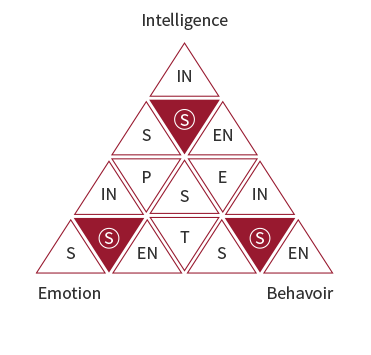 Intelligence
IN
S S EN
IN P S E IN
S S EN T S S EN
Emotion Behavoir